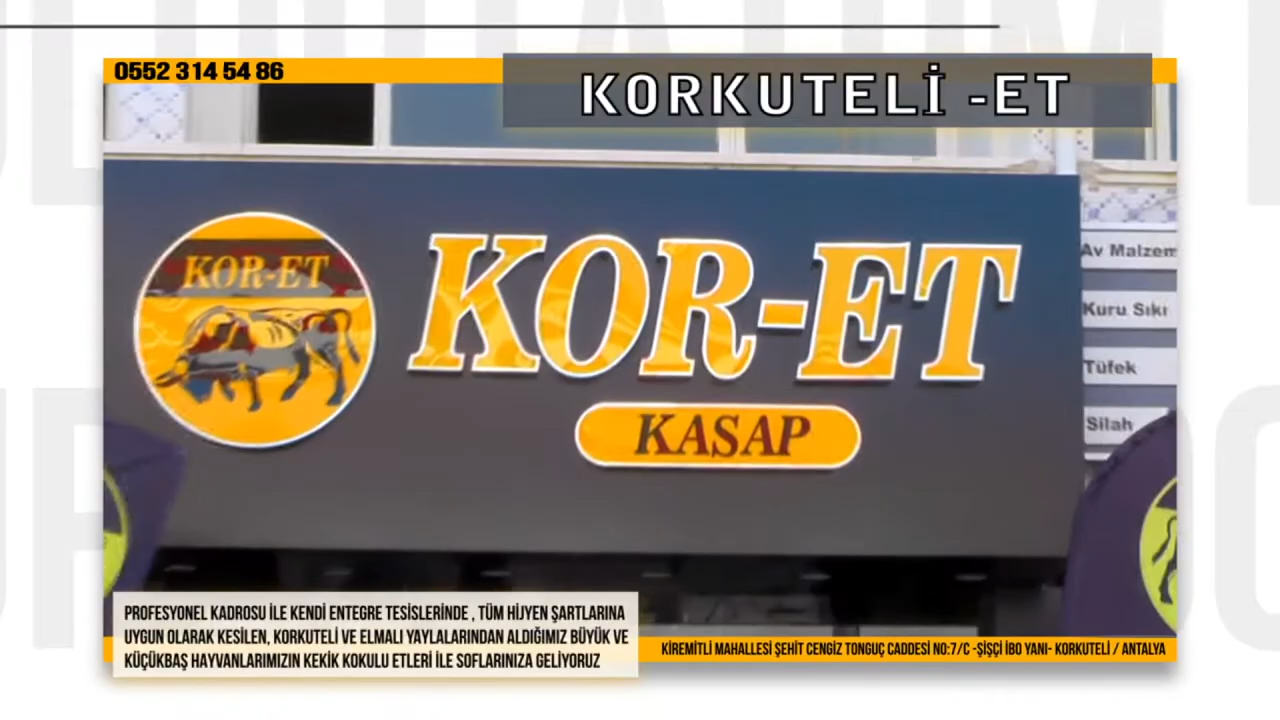 0552 314 54 86
KORKUTELİ -ET
KOR-ET
KOR-ET
KASAP
Av Malzem
Kuru Sıkı
Tüfek
Silah
PROFESYONEL KADROSU İLE KENDİ ENTEGRE TESİSLERİNDE , TÜM HİJYEN ŞARTLARINA
UYGUN OLARAK KESİLEN, KORKUTELİ VE ELMALI YAYLALARINDAN ALDIĞIMIZ BÜYÜK VE
KÜÇÜKBAŞ HAYVANLARIMIZIN KEKİK KOKULU ETLERİ İLE SOFLARINIZA GELİYORUZ
KİREMİTLİ MAHALLESİ ŞEHİT CENGİZ TONGUÇ CADDESİ NO:7/C -ŞİŞÇİ İBO YANI- KORKUTELİ / ANTALYA